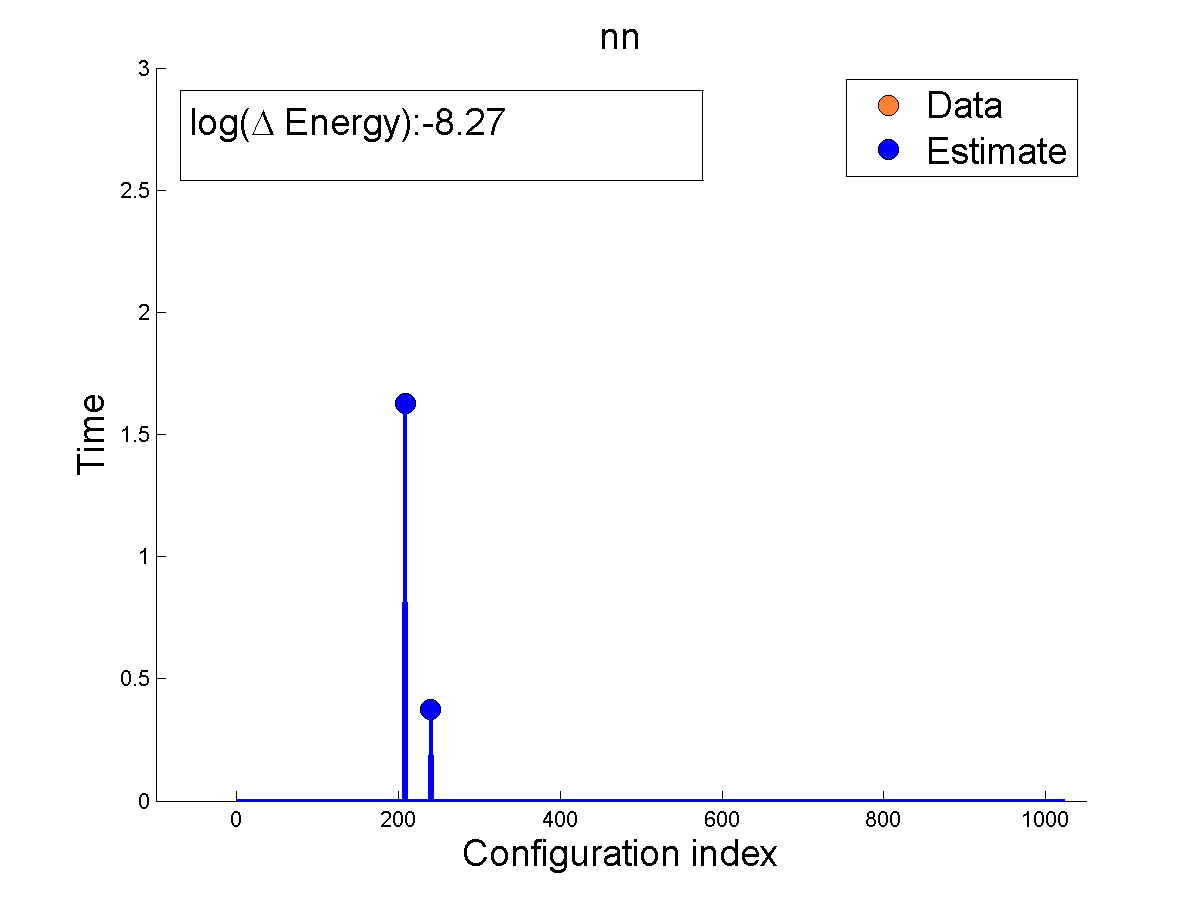 nn
log(Δ Energy):-8.27
Data
Estimate
3
2.5
2
1.5
1
0.5
0
Time
0 200 400 600 800 1000
Configuration index